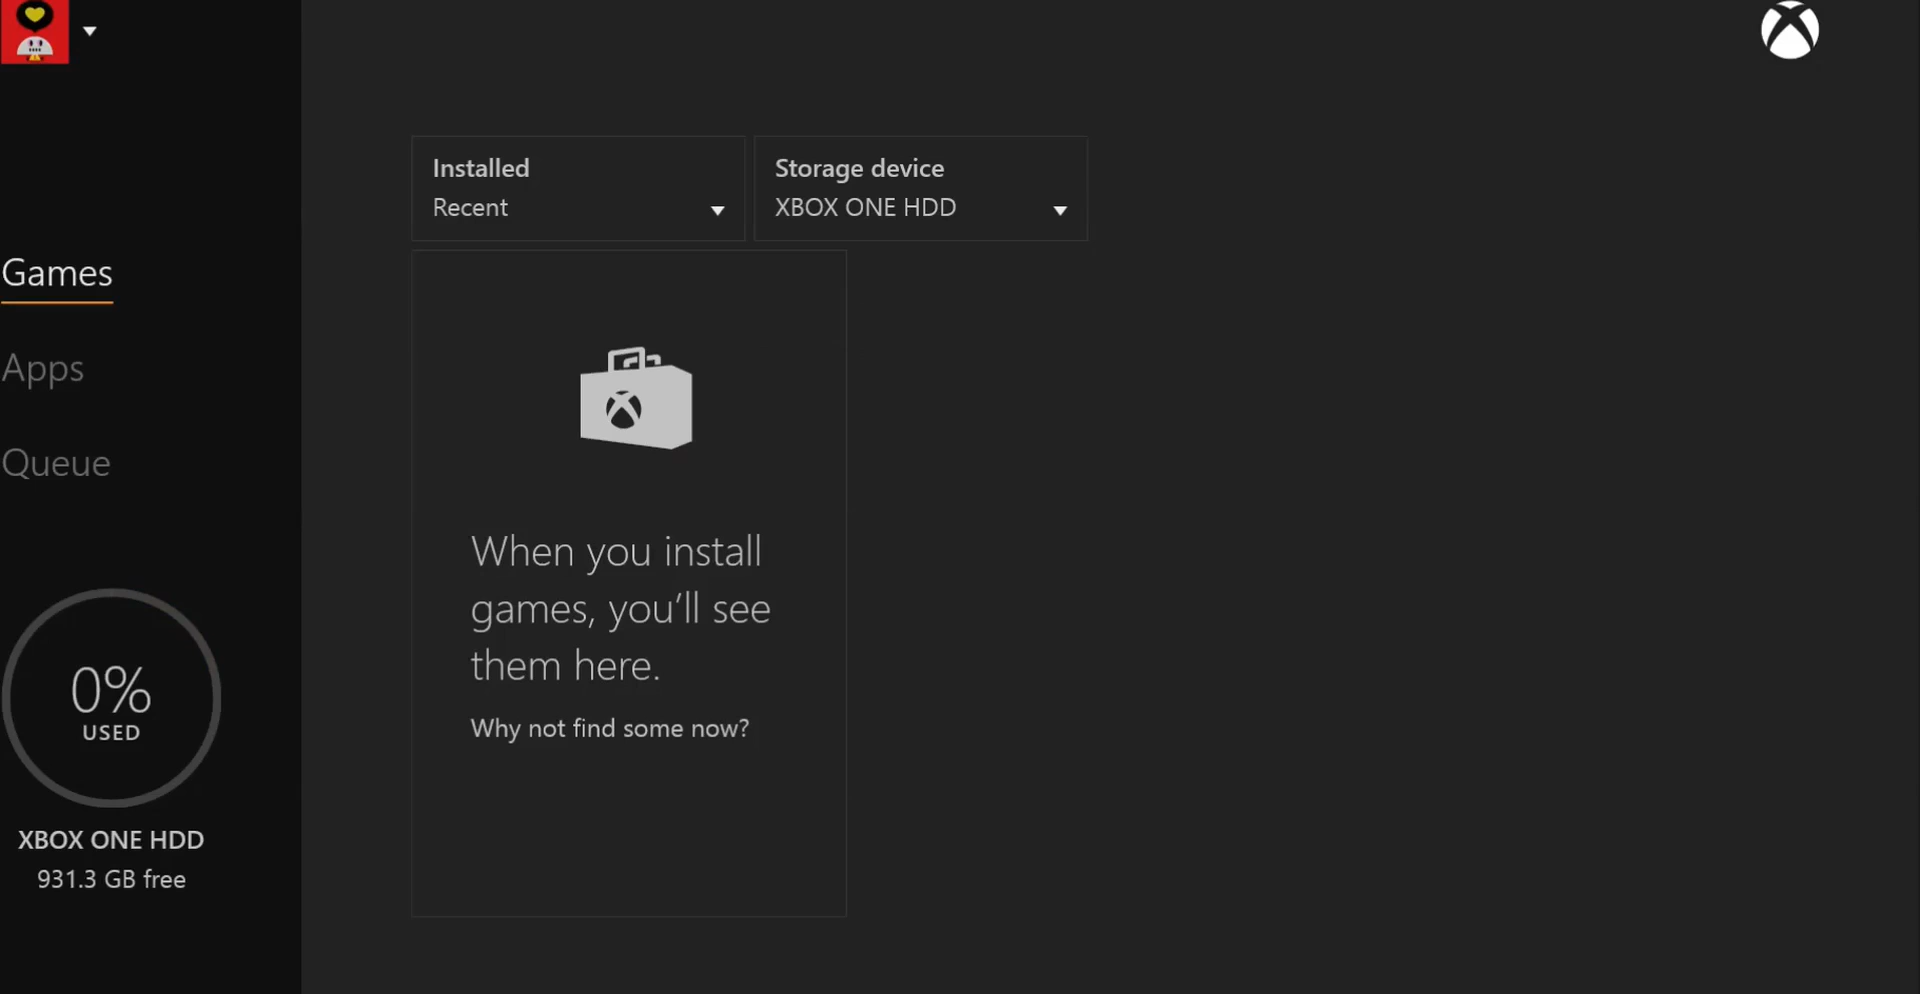 Games
Apps
Queue
0%
USED
XBOX ONE HDD
931.3 GB free
Installed
Recent
Storage device
XBOX ONE HDD
When you install
games, you’ll see
them here.
Why not find some now?